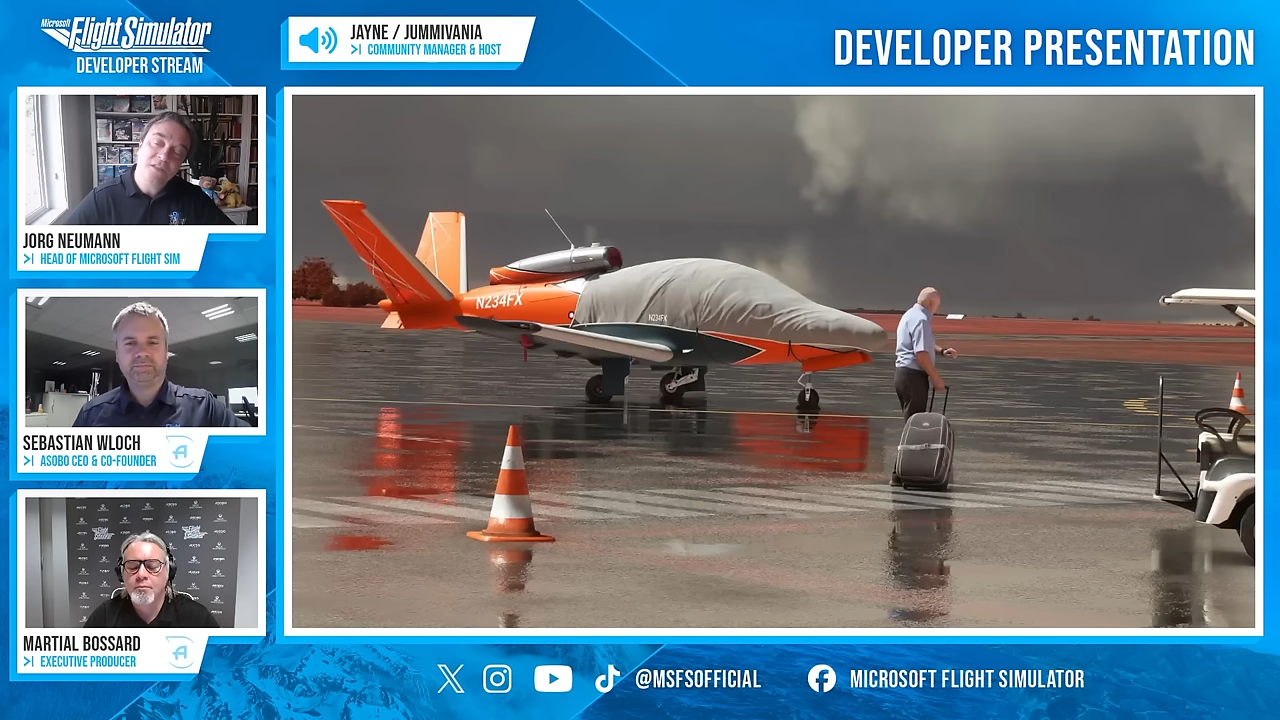 Microsoft
Flight Simulator
DEVELOPER STREAM
JAYNE / JUMMIVANIA
COMMUNITY MANAGER & HOST
DEVELOPER PRESENTATION
JORG NEUMANN
HEAD OF MICROSOFT FLIGHT SIM
SEBASTIAN WLOCH
ASOBO CEO & CO-FOUNDER
MARTIAL BOSSARD
EXECUTIVE PRODUCER
N234FX
N234FX
@MSFSOFFICIAL
MICROSOFT FLIGHT SIMULATOR